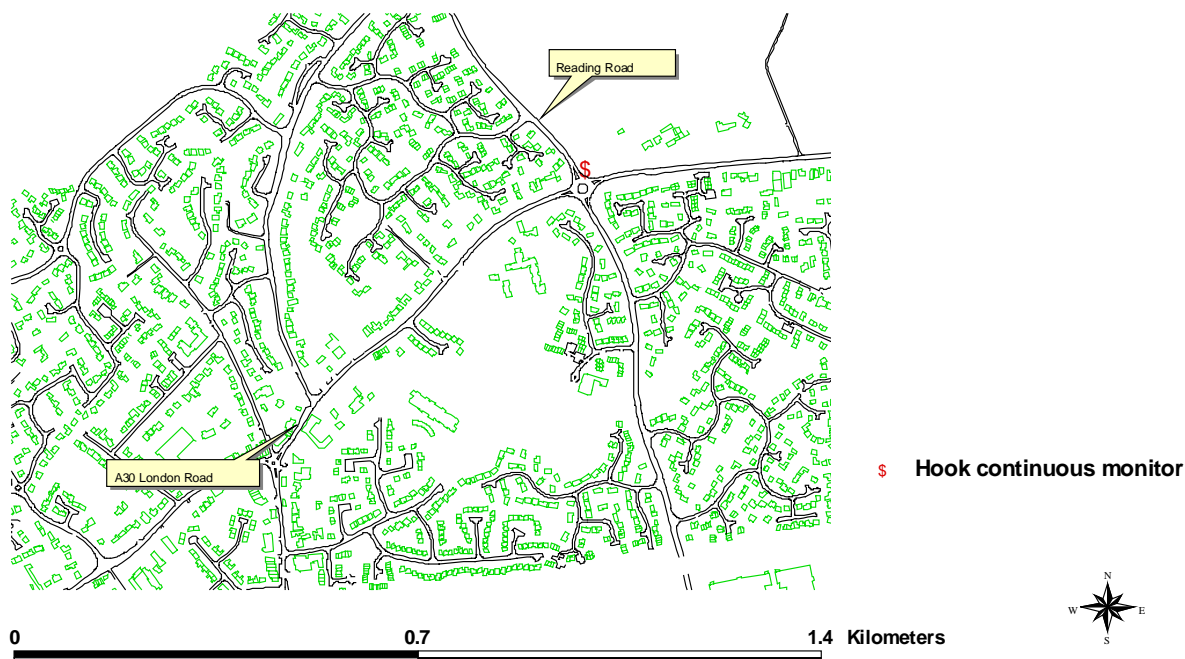 Reading Road
$
A30 London Road
$ Hook continuous monitor
N
W E
S
0 0.7 1.4 Kilometers